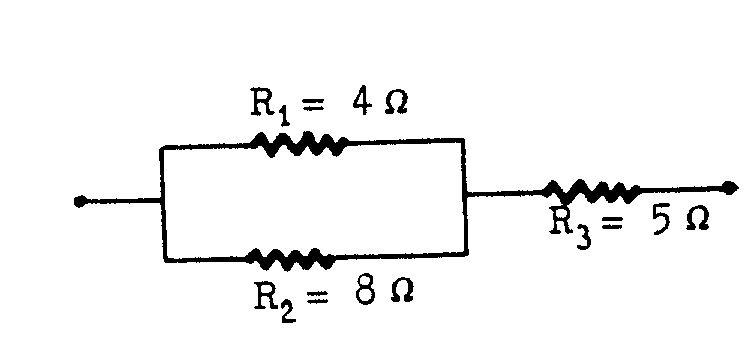 R₁ = 4 Ω
R₃ = 5 Ω
R₂ = 8 Ω